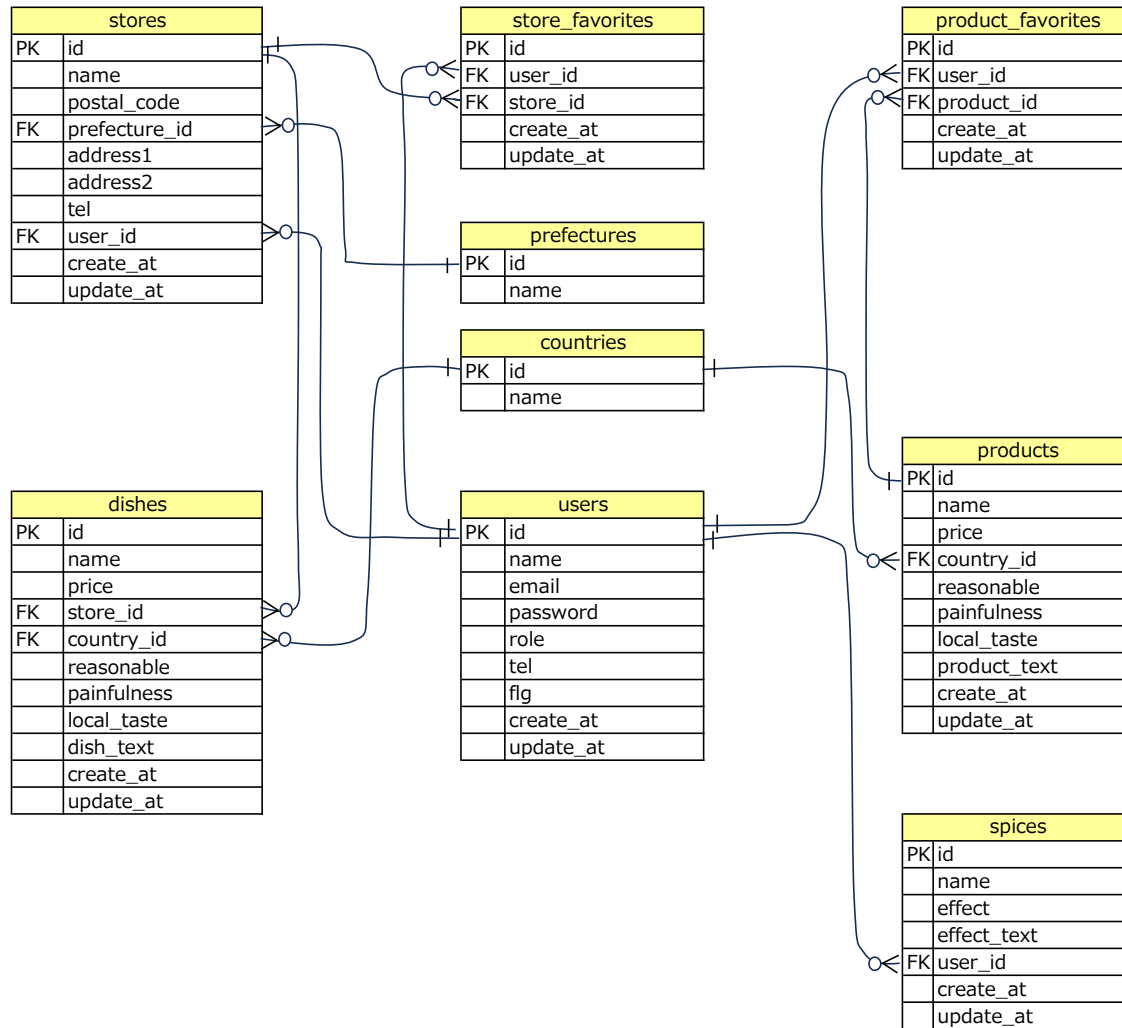 stores
PK id
name
postal_code
FK prefecture_id
address1
address2
tel
FK user_id
create_at
update_at
store_favorites
PK id
FK user_id
FK store_id
create_at
update_at
product_favorites
PK id
FK user_id
FK product_id
create_at
update_at
prefectures
PK id
name
countries
PK id
name
dishes
PK id
name
price
FK store_id
FK country_id
reasonable
painfulness
local_taste
dish_text
create_at
update_at
users
PK id
name
email
password
role
tel
flg
create_at
update_at
products
PK id
name
price
FK country_id
reasonable
painfulness
local_taste
product_text
create_at
update_at
spices
PK id
name
effect
effect_text
FK user_id
create_at
update_at